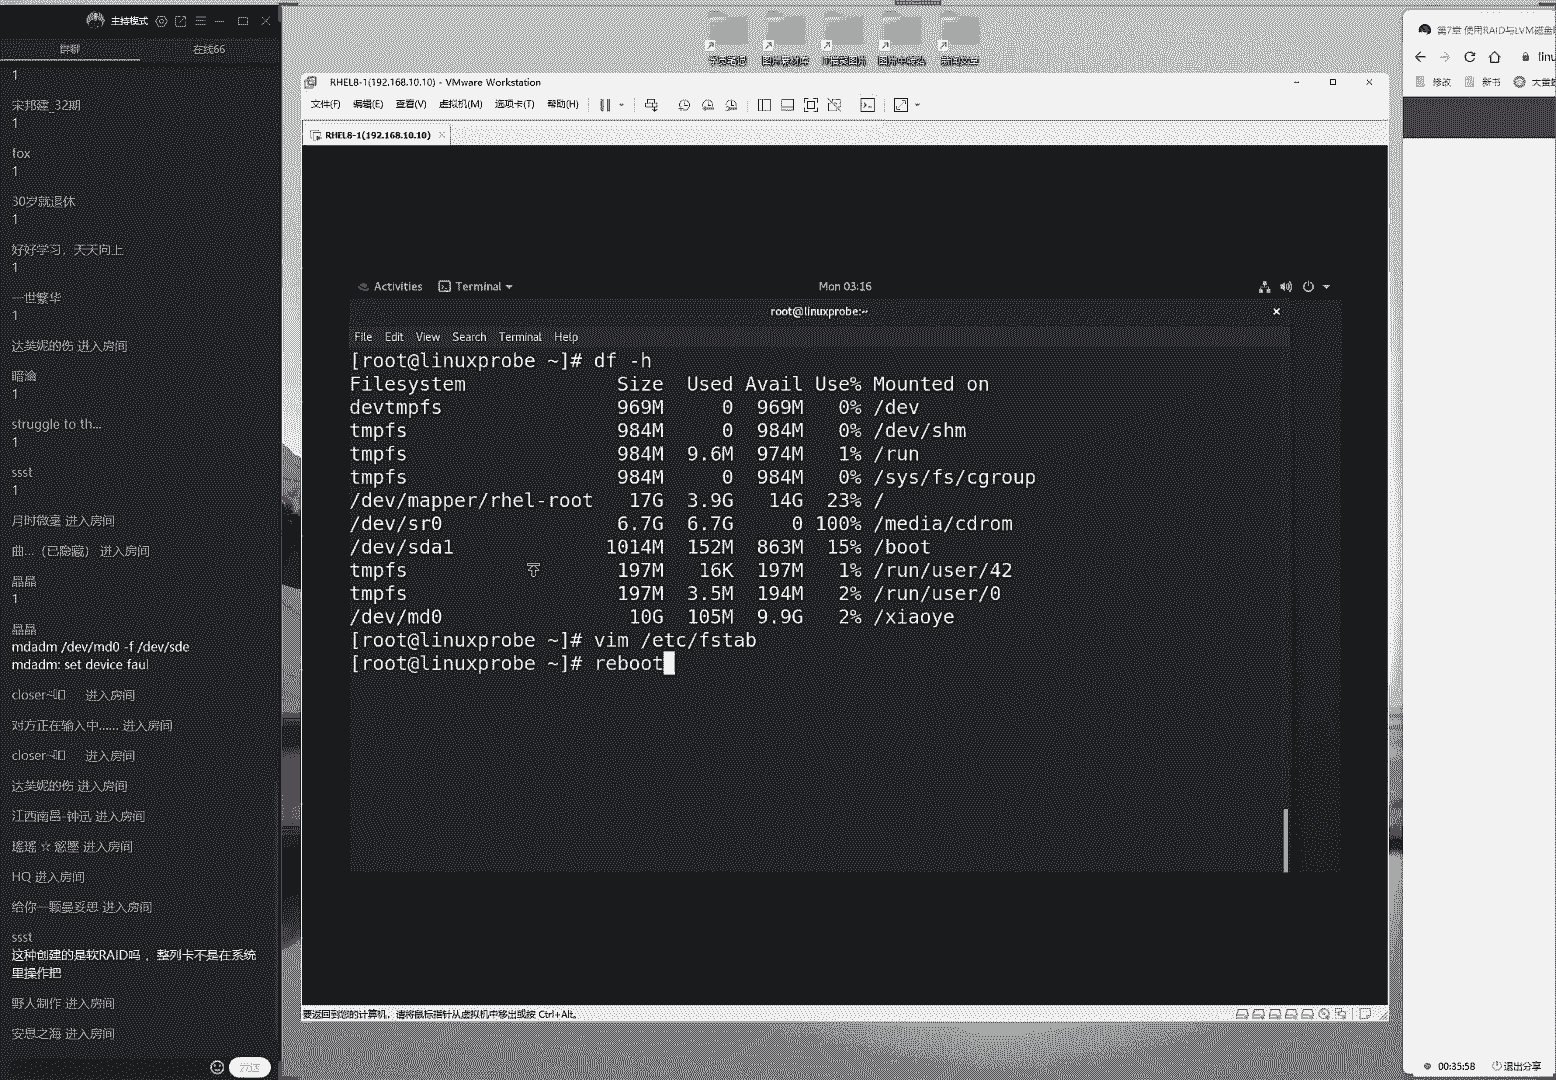 主持模式
群聊
在线66
1
宋邦建_32期
1
fox
1
30岁就退休
1
好好学习，天天向上
1
一世繁华
1
达芙妮的伤 进入房间
1
struggle to th...
1
ssst
1
月时微毫 进入房间
曲...（已隐藏） 进入房间
晶晶
1
晶晶
mdadm /dev/md0 -f /dev/sde
mdadm: set device faul
closer~ 进入房间
对方正在输入中...... 进入房间
closer~ 进入房间
达芙妮的伤 进入房间
江西南昌-钟迅 进入房间
进入房间
HQ 进入房间
给你一颗曼妥思 进入房间
ssst
这种创建的是软RAID吗 ，整列卡不是在系统
里操作把
野人制作 进入房间
安息之海 进入房间
发送
RHEL8-1(192.168.10.10) - VMware Workstation
文件(F) 编辑(E) 查看(V) 虚拟机(M) 选项卡(T) 帮助(H)
RHEL8-1(192.168.10.10)
Activities
Terminal
Mon 03:16
root@linuxprobe:~
File Edit View Search Terminal Help
[root@linuxprobe ~]# df -h
Filesystem Size Used Avail Use% Mounted on
devtmpfs 969M 0 969M 0% /dev
tmpfs 984M 0 984M 0% /dev/shm
tmpfs 984M 9.6M 974M 1% /run
tmpfs 984M 0 984M 0% /sys/fs/cgroup
/dev/mapper/rhel-root 17G 3.9G 14G 23% /
/dev/sr0 6.7G 6.7G 0 100% /media/cdrom
/dev/sda1 1014M 152M 863M 15% /boot
tmpfs 197M 16K 197M 1% /run/user/42
tmpfs 197M 3.5M 194M 2% /run/user/0
/dev/md0 10G 105M 9.9G 2% /xiaoye
[root@linuxprobe ~]# vim /etc/fstab
[root@linuxprobe ~]# reboot
要返回到您的计算机，请将鼠标指针从虚拟机中移出或按 Ctrl+Alt。
第7章 使用RAID与LVM磁盘
linu
修改 新书
00:35:58 退出分享